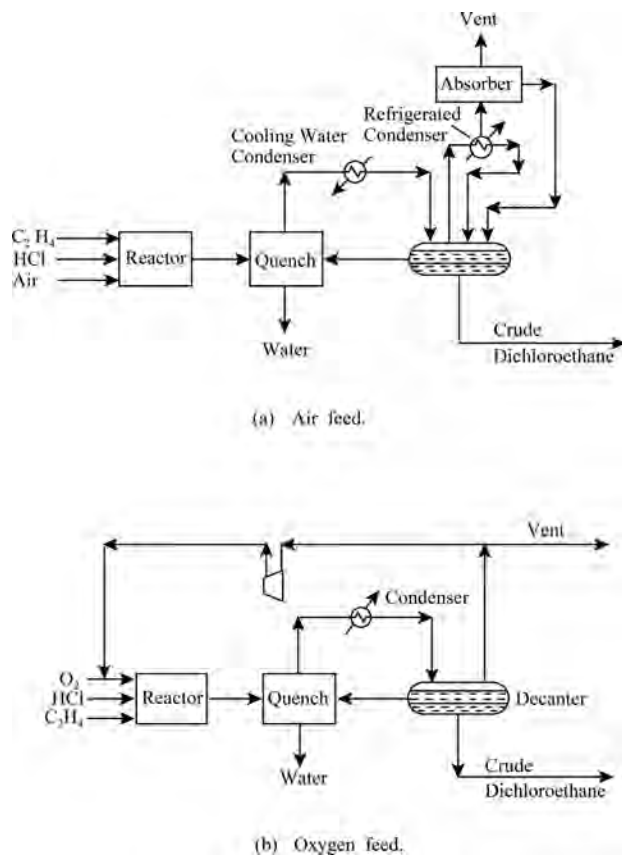 Vent
Absorber
Refrigerated
Condenser
Cooling Water
Condenser
C₂ H₄
HCl
Air
Reactor
Quench
Water
Crude
Dichloroethane
(a) Air feed.
Vent
Condenser
O₂
HCl
C₂H₄
Reactor
Quench
Decanter
Water
Crude
Dichloroethane
(b) Oxygen feed.